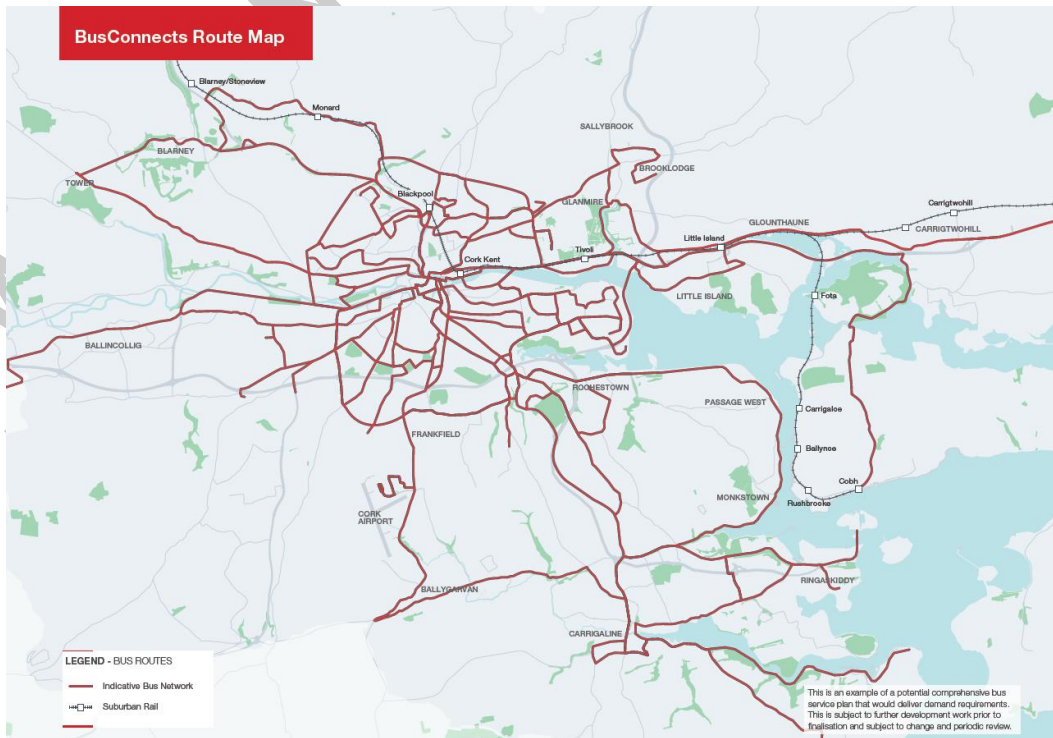 BusConnects Route Map
Blarney/Stoneview
Monard
SALLYBROOK
BLARNEY
BROOKLODGE
TOWER
Blackpool
GLANMIRE
Carrigtwohill
GLOUNTHAUNE
CARRIGTWOHILL
Little Island
Tivoli
Cork Kent
LITTLE ISLAND
Fota
BALLINCOLLIG
ROCHESTOWN
PASSAGE WEST
Carrigaloe
FRANKFIELD
Ballynoe
Cobh
MONKSTOWN
Rushbrooke
CORK
AIRPORT
RINGASKIDDY
BALLYGARVAN
CARRIGALINE
LEGEND - BUS ROUTES
Indicative Bus Network
Suburban Rail
This is an example of a potential comprehensive bus
service plan that would deliver demand requirements.
This is subject to further development work prior to
finalisation and subject to change and periodic review.